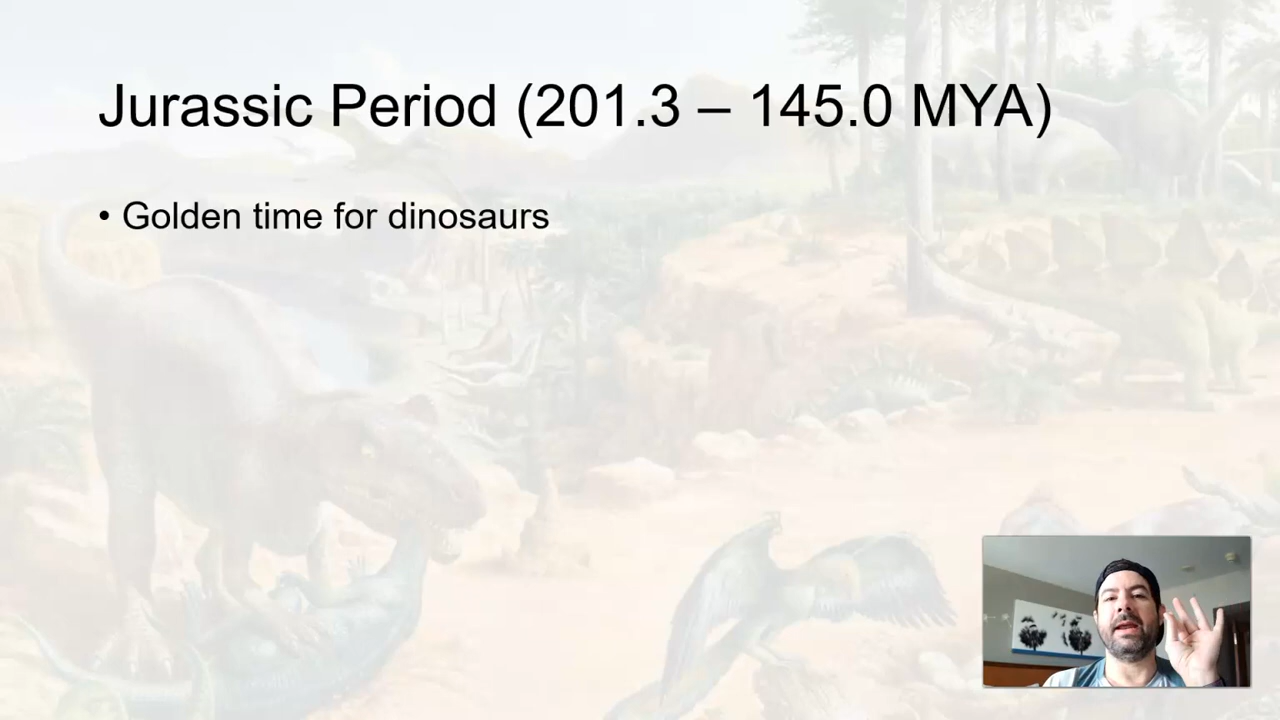 Jurassic Period (201.3 – 145.0 MYA)
• Golden time for dinosaurs